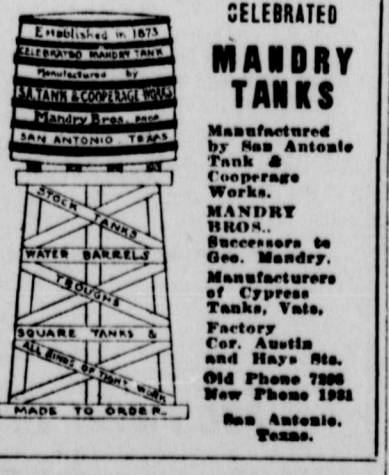 Established in 1873
CELEBRATED MANDRY TANK
Manufactured by
S.A. TANK & COOPERAGE WORKS
Mandry Bros. PROP.
SAN ANTONIO. TEXAS
STOCK TANKS
WATER BARRELS
TROUGHS
SQUARE TANKS &
ALL KINDS OF TIGHT WORK
MADE TO ORDER..
CELEBRATED
MANDRY
TANKS
Manufactured
by San Antonio
Tank &
Cooperage
Works.
MANDRY
BROS..
Successors to
Geo. Mandry.
Manufacturers
of Cypress
Tanks, Vats.
Factory
Cor. Austin
and Hays Sts.
Old Phone
New Phone 1931
San Antonio.
Texas.